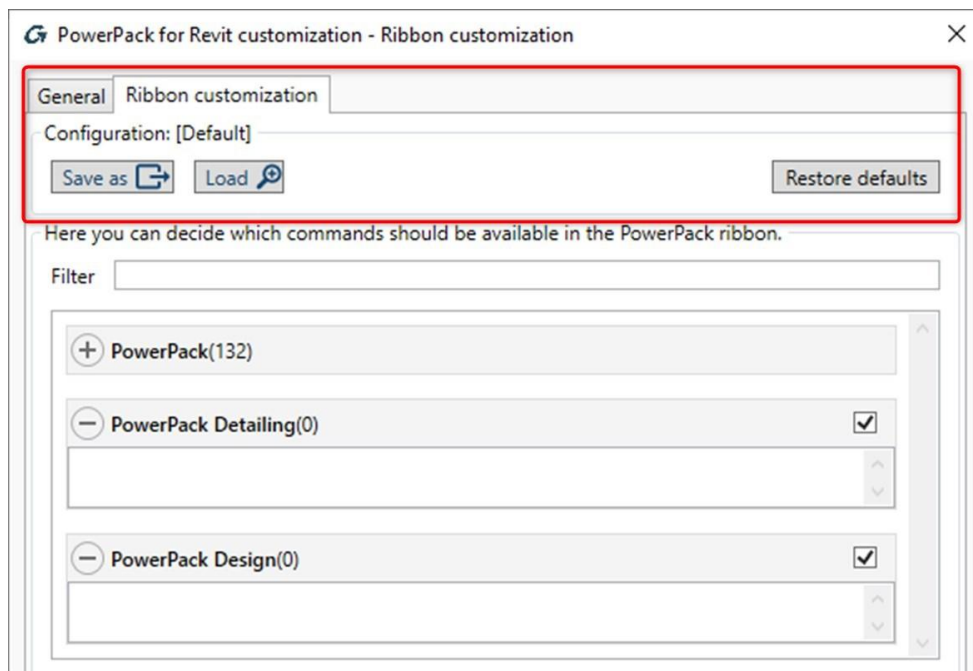 PowerPack for Revit customization - Ribbon customization
General Ribbon customization
Configuration: [Default]
Save as Load Restore defaults
Here you can decide which commands should be available in the PowerPack ribbon.
Filter
PowerPack(132)
PowerPack Detailing(0)
PowerPack Design(0)